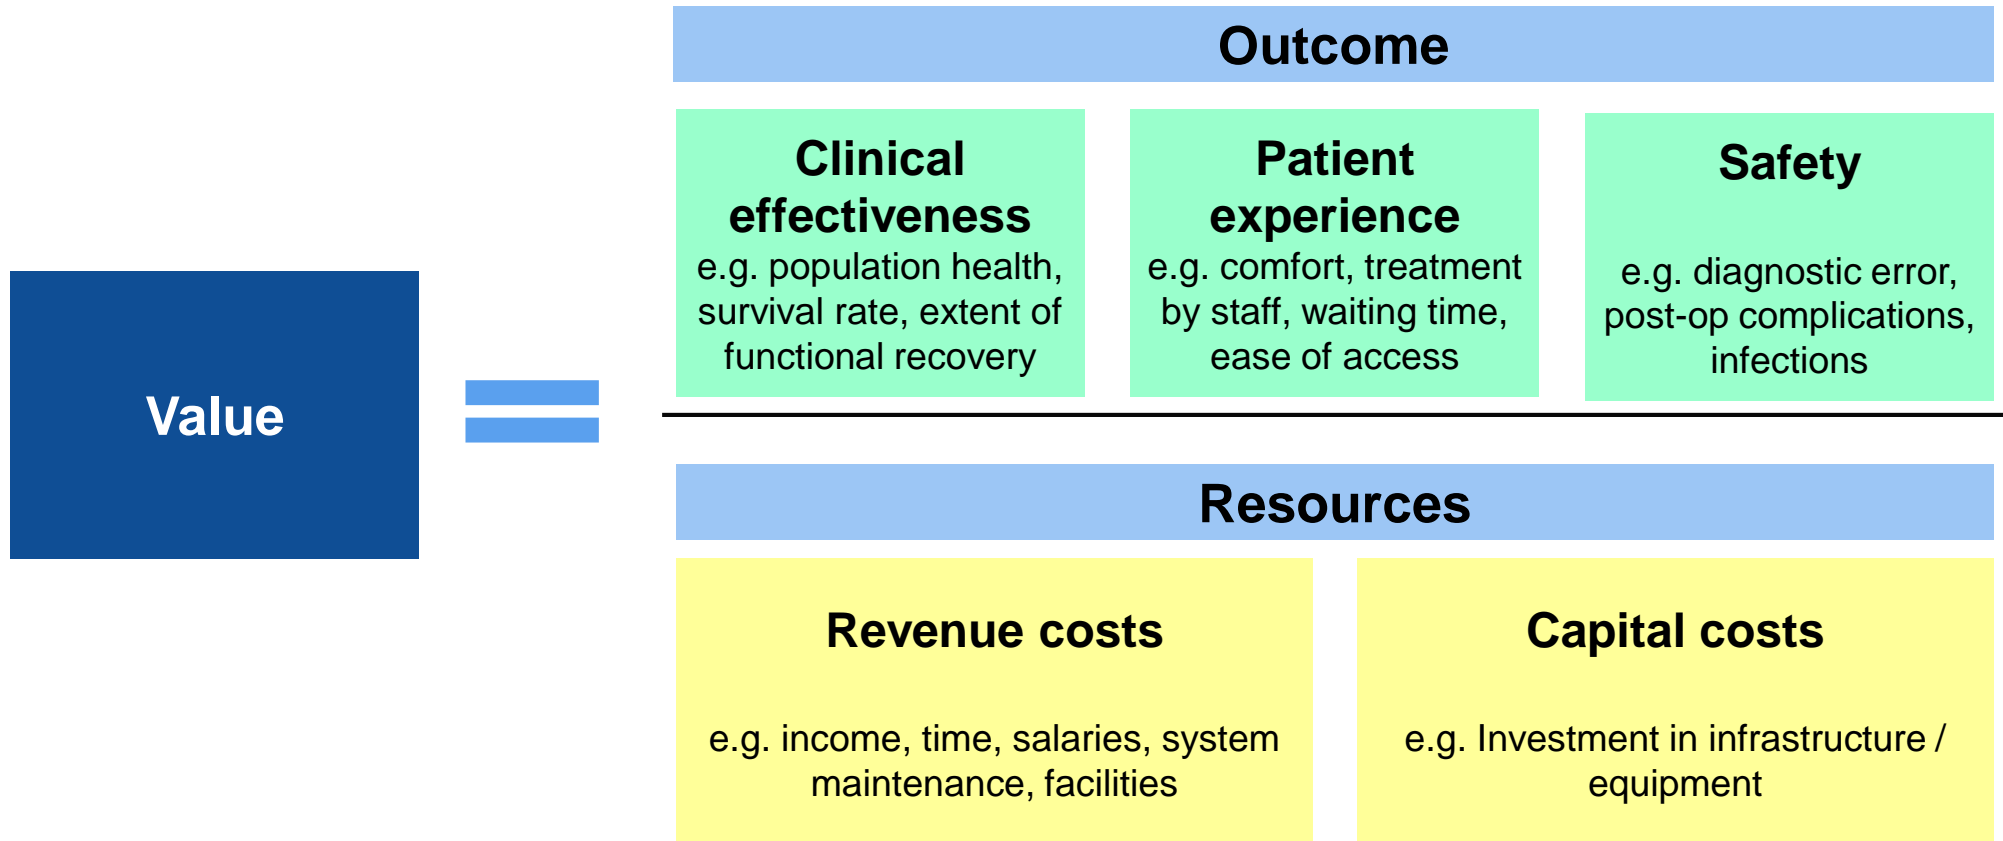 Outcome
Clinical
effectiveness
e.g. population health,
survival rate, extent of
functional recovery
Patient
experience
e.g. comfort, treatment
by staff, waiting time,
ease of access
Safety
e.g. diagnostic error,
post-op complications,
infections
Value
Resources
Revenue costs
e.g. income, time, salaries, system
maintenance, facilities
Capital costs
e.g. Investment in infrastructure /
equipment